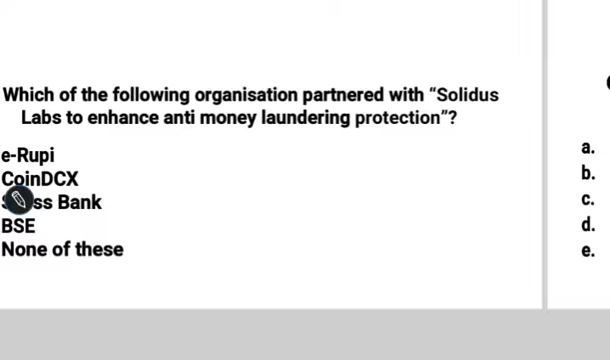 Which of the following organisation partnered with “Solidus
Labs to enhance anti money laundering protection”?
e-Rupi
CoinDCX
ss Bank
BSE
None of these
a.
b.
c.
d.
e.